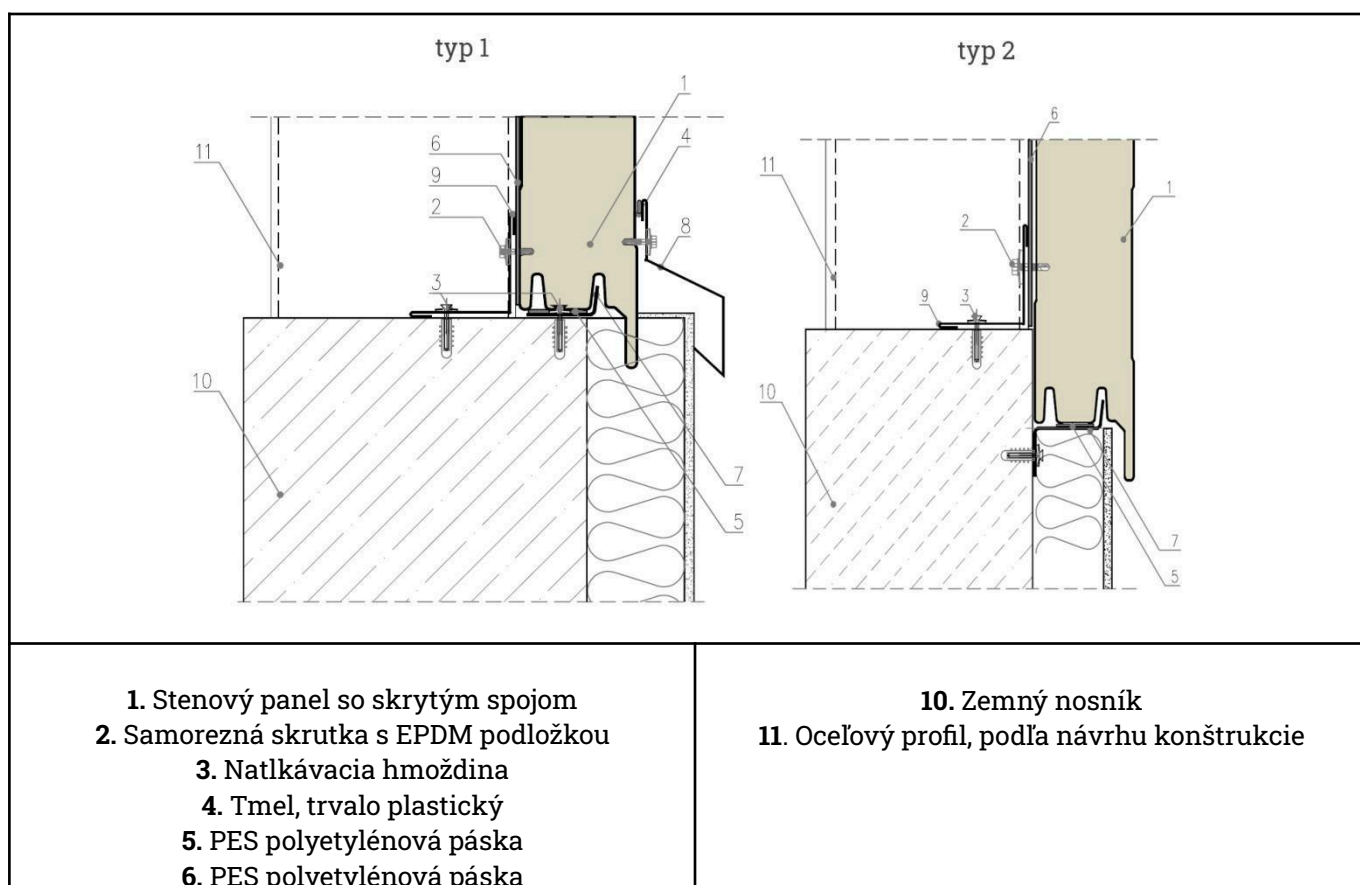 typ 1
typ 2
1
6
4
11
9
2
8
3
10
7
5
6
11
1
2
9
3
10
7
5
1. Stenový panel so skrytým spojom
2. Samorezná skrutka s EPDM podložkou
3. Natlkávacia hmoždina
4. Tmel, trvalo plastický
5. PES polyetylénová páska
6. PES polyetylénová páska
10. Zemný nosník
11. Oceľový profil, podľa návrhu konštrukcie